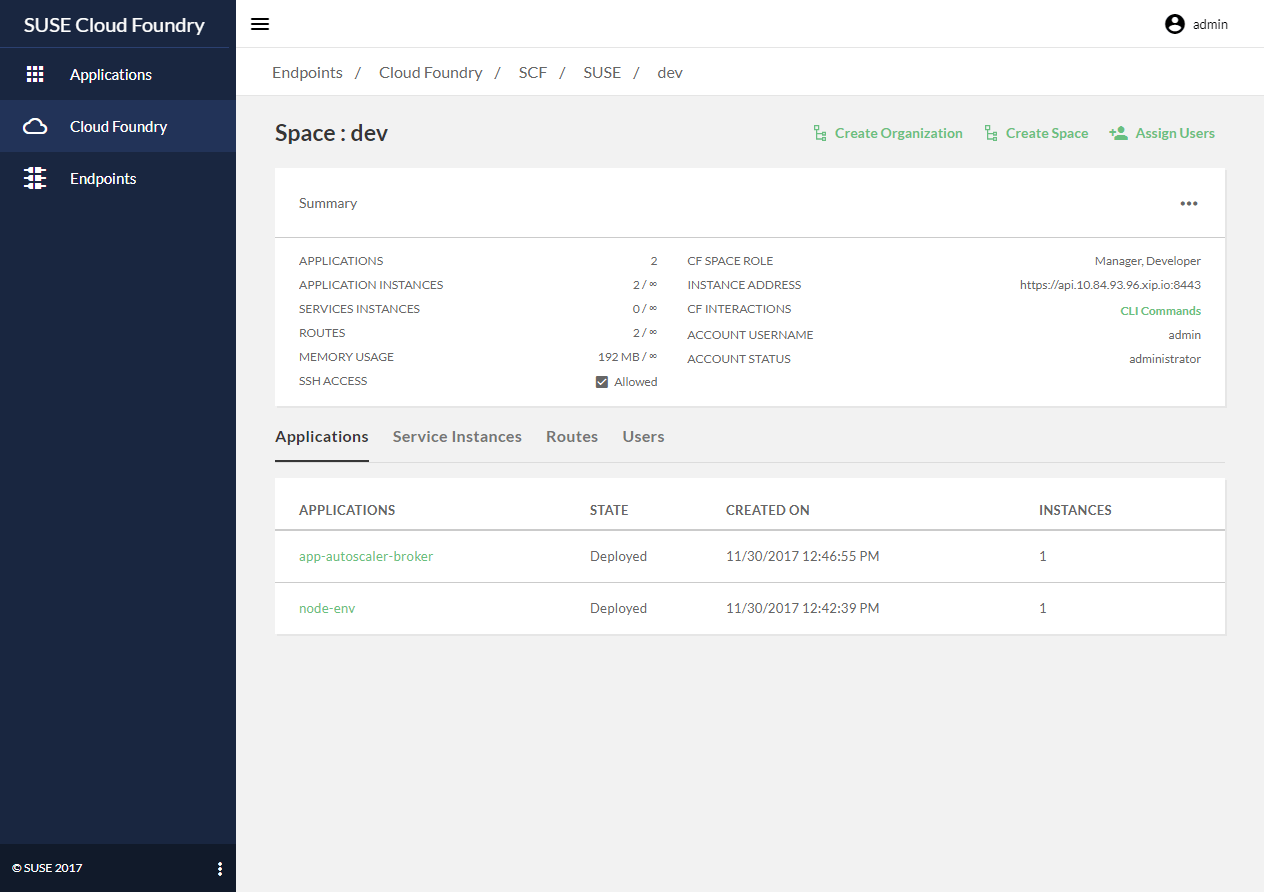 SUSE Cloud Foundry
admin
Applications
Cloud Foundry
Endpoints
© SUSE 2017
Endpoints / Cloud Foundry / SCF / SUSE / dev
Space : dev
Create Organization
Create Space
Assign Users
Summary
APPLICATIONS 2
APPLICATION INSTANCES 2 / ∞
SERVICES INSTANCES 0 / ∞
ROUTES 2 / ∞
MEMORY USAGE 192 MB / ∞
SSH ACCESS Allowed
CF SPACE ROLE Manager, Developer
INSTANCE ADDRESS https://api.10.84.93.96.xip.io:8443
CF INTERACTIONS CLI Commands
ACCOUNT USERNAME admin
ACCOUNT STATUS administrator
Applications Service Instances Routes Users
APPLICATIONS STATE CREATED ON INSTANCES
app-autoscaler-broker Deployed 11/30/2017 12:46:55 PM 1
node-env Deployed 11/30/2017 12:42:39 PM 1